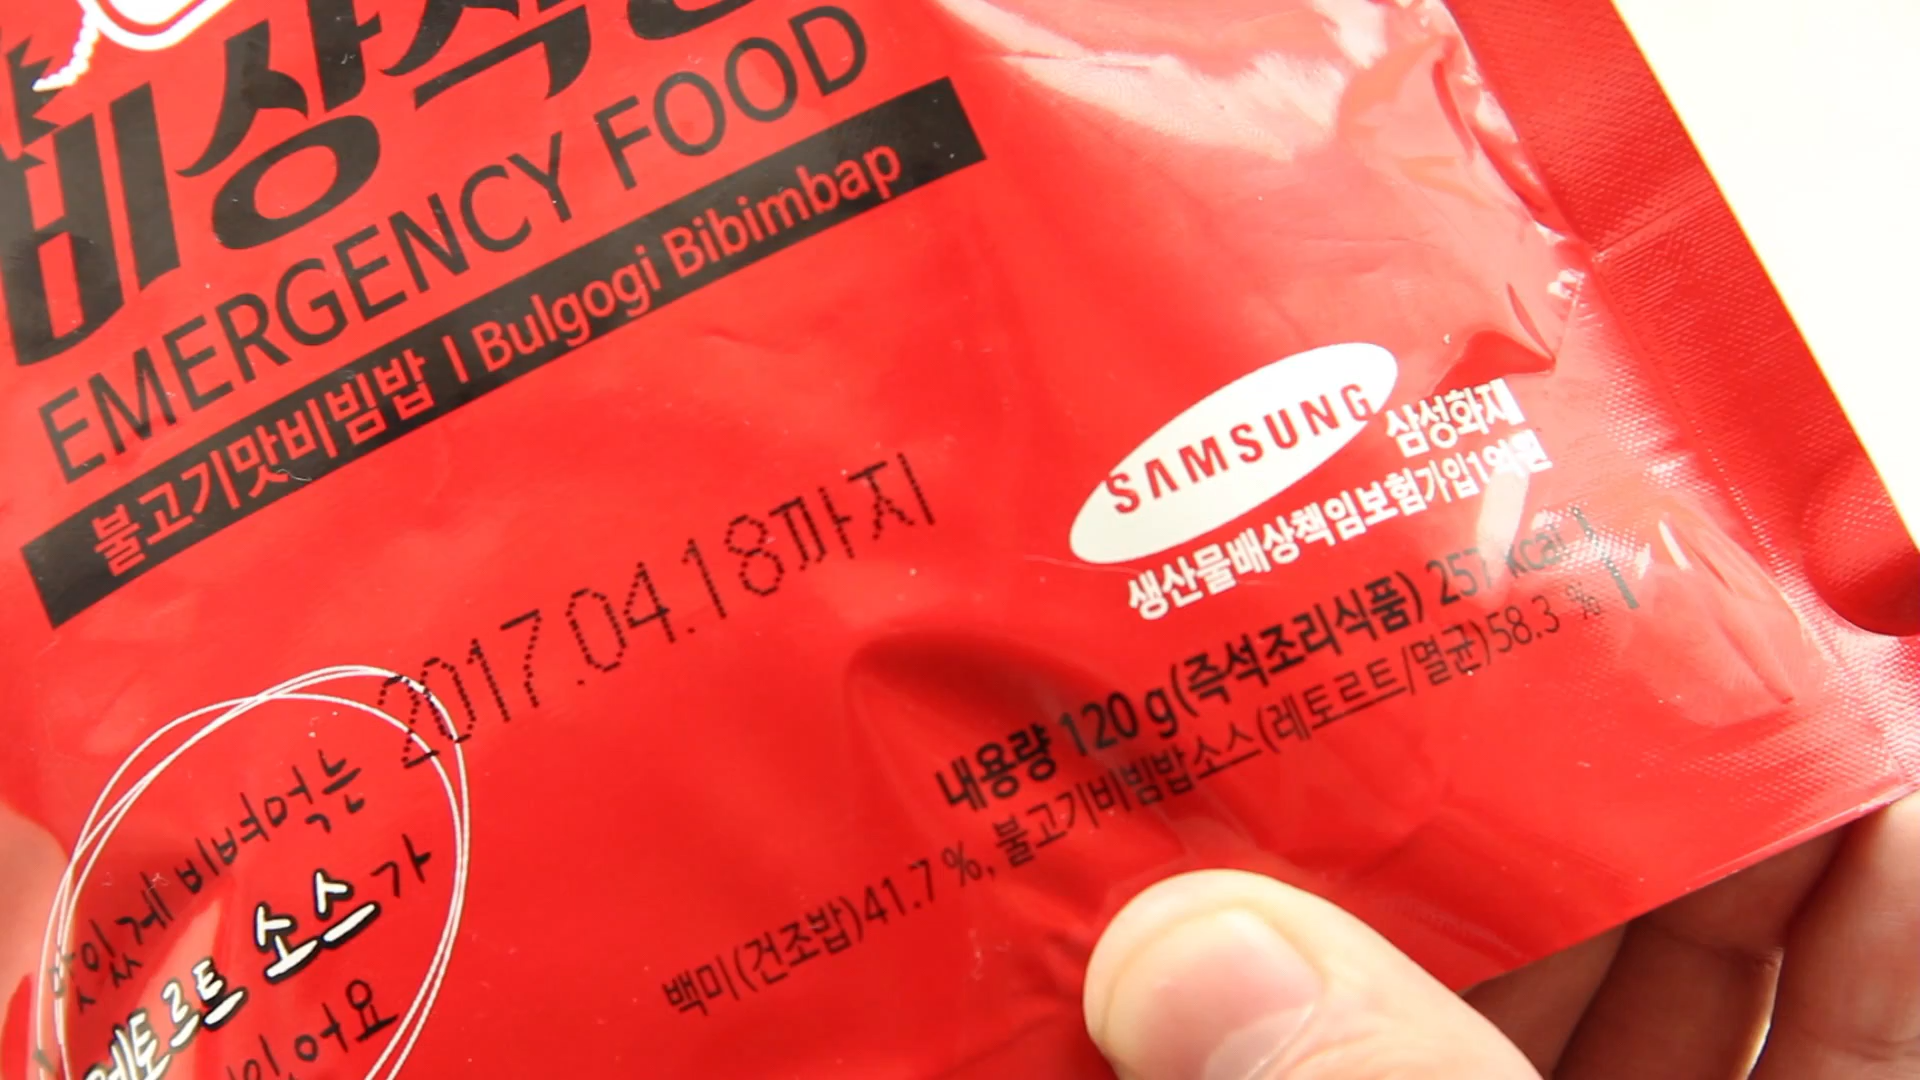 비상식량
EMERGENCY FOOD
불고기맛비빔밥 | Bulgogi Bibimbap
2017.04.18까지
SAMSUNG 삼성화재
생산물배상책임보험가입1억원
내용량 120 g(즉석조리식품) 257 kcal
백미(건조밥)41.7 %, 불고기비빔밥소스(레토르트/멸균)58.3 %
맛있게 비벼먹는
레토르트 소스가
있어요